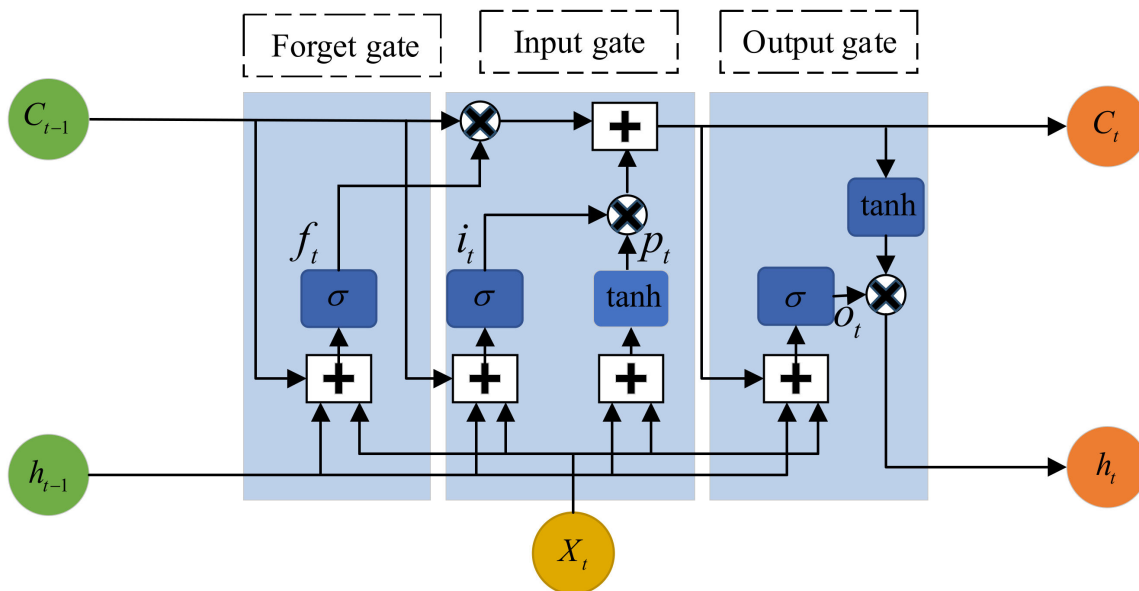 Forget gate
Input gate
Output gate
C_{t-1}
C_t
tanh
f_t
i_t
p_t
σ
σ
tanh
σ
o_t
+
+
+
+
+
h_{t-1}
h_t
X_t